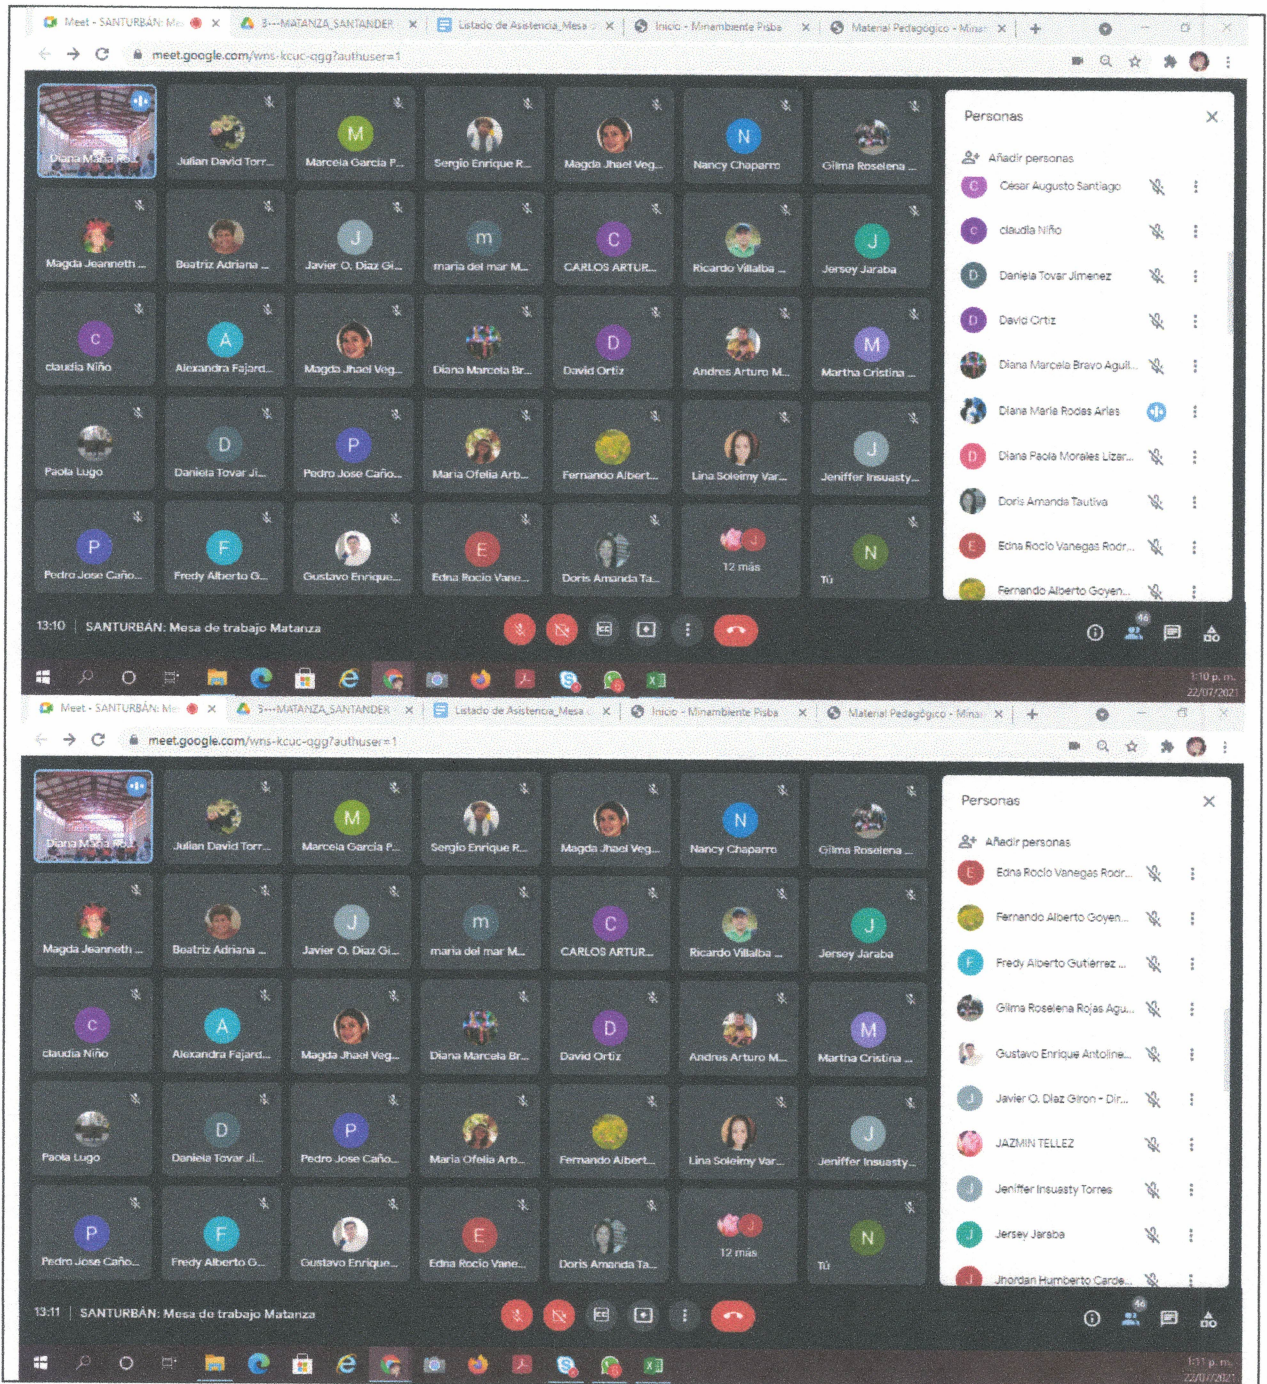 Meet - SANTURBÁN: Me
3---MATANZA_SANTANDER
Listado de Asistencia_Mesa
Inicio - Minambiente Pisba
Material Pedagógico - Minar
meet.google.com/wns-kcuc-qgg?authuser=1
Diana Maria Ro...
Julian David Torr...
Marcela Garcia P...
Sergio Enrique R...
Magda Jhael Veg...
Nancy Chaparro
Gilma Roselena ...
Magda Jeanneth ...
Beatriz Adriana ...
Javier O. Diaz Gi...
maria del mar M...
CARLOS ARTUR...
Ricardo Villalba ...
Jersey Jaraba
claudia Niño
Alexandra Fajard...
Magda Jhael Veg...
Diana Marcela Br...
David Ortiz
Andres Arturo M...
Martha Cristina ...
Paola Lugo
Daniela Tovar Ji...
Pedro Jose Caño...
Maria Ofelia Arb...
Fernando Albert...
Lina Soleimy Var...
Jeniffer Insuasty...
Pedro Jose Caño...
Fredy Alberto G...
Gustavo Enrique...
Edna Rocio Vane...
Doris Amanda Ta...
12 más
Tú
Personas
Añadir personas
César Augusto Santiago
claudia Niño
Daniela Tovar Jimenez
David Ortiz
Diana Marcela Bravo Aguil...
Diana Maria Rodas Arias
Diana Paola Morales Lizar...
Doris Amanda Tautiva
Edna Rocio Vanegas Rodr...
Fernando Alberto Goyen...
13:10 | SANTURBÁN: Mesa de trabajo Matanza
46
1:10 p. m.
22/07/2021
Meet - SANTURBÁN: Me
3---MATANZA_SANTANDER
Listado de Asistencia_Mesa
Inicio - Minambiente Pisba
Material Pedagógico - Minar
meet.google.com/wns-kcuc-qgg?authuser=1
Diana Maria Ro...
Julian David Torr...
Marcela Garcia P...
Sergio Enrique R...
Magda Jhael Veg...
Nancy Chaparro
Gilma Roselena ...
Magda Jeanneth ...
Beatriz Adriana ...
Javier O. Diaz Gi...
maria del mar M...
CARLOS ARTUR...
Ricardo Villalba ...
Jersey Jaraba
claudia Niño
Alexandra Fajard...
Magda Jhael Veg...
Diana Marcela Br...
David Ortiz
Andres Arturo M...
Martha Cristina ...
Paola Lugo
Daniela Tovar Ji...
Pedro Jose Caño...
Maria Ofelia Arb...
Fernando Albert...
Lina Soleimy Var...
Jeniffer Insuasty...
Pedro Jose Caño...
Fredy Alberto G...
Gustavo Enrique...
Edna Rocio Vane...
Doris Amanda Ta...
12 más
Tú
Personas
Añadir personas
Edna Rocio Vanegas Rodr...
Fernando Alberto Goyen...
Fredy Alberto Gutierrez ...
Gilma Roselena Rojas Agu...
Gustavo Enrique Antoline...
Javier O. Diaz Giron - Dir...
JAZMIN TELLEZ
Jeniffer Insuasty Torres
Jersey Jaraba
Jhordan Humberto Carde...
13:11 | SANTURBÁN: Mesa de trabajo Matanza
46
1:11 p. m.
22/07/2021